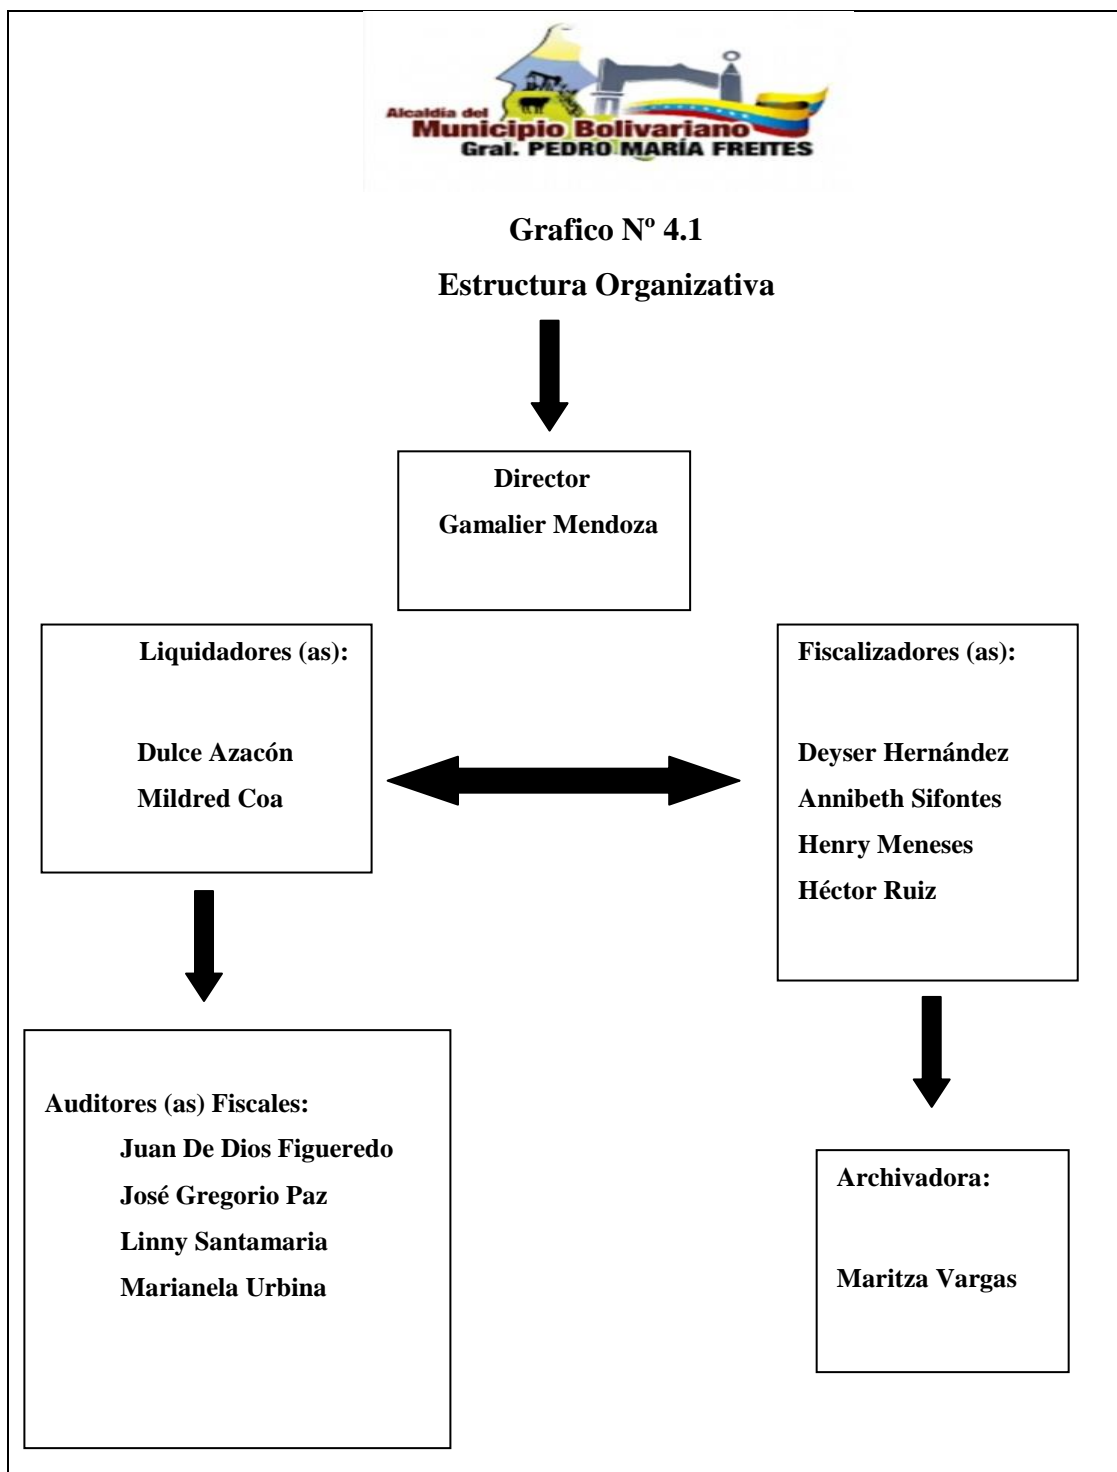 Alcaldía del
Municipio Bolivariano
Gral. PEDRO MARÍA FREITES
Grafico Nº 4.1
Estructura Organizativa
Director
Gamalier Mendoza
Liquidadores (as):
Dulce Azacón
Mildred Coa
Fiscalizadores (as):
Deyser Hernández
Annibeth Sifontes
Henry Meneses
Héctor Ruiz
Auditores (as) Fiscales:
Juan De Dios Figueredo
José Gregorio Paz
Linny Santamaria
Marianela Urbina
Archivadora:
Maritza Vargas